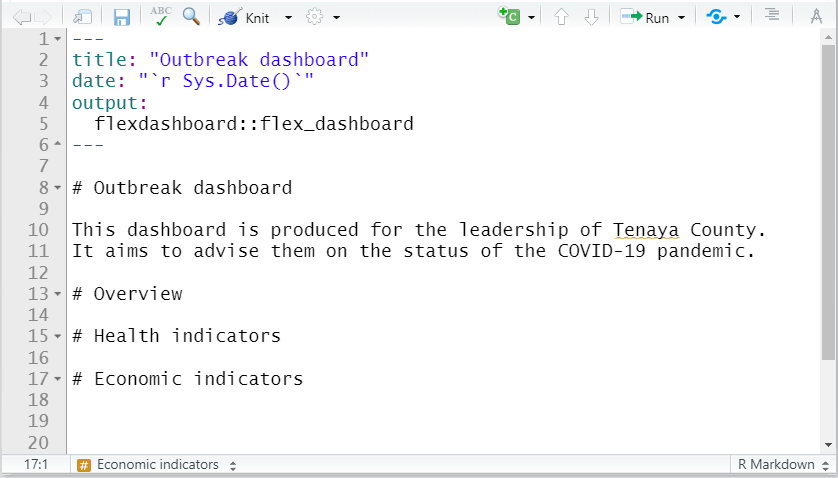 ABC Knit C Run A
1 ---
2 title: "Outbreak dashboard"
3 date: "`r Sys.Date()`"
4 output:
5   flexdashboard::flex_dashboard
6 ---
7
8 # Outbreak dashboard
9
10 This dashboard is produced for the leadership of Tenaya County.
11 It aims to advise them on the status of the COVID-19 pandemic.
12
13 # Overview
14
15 # Health indicators
16
17 # Economic indicators
18
19
20
17:1 # Economic indicators R Markdown